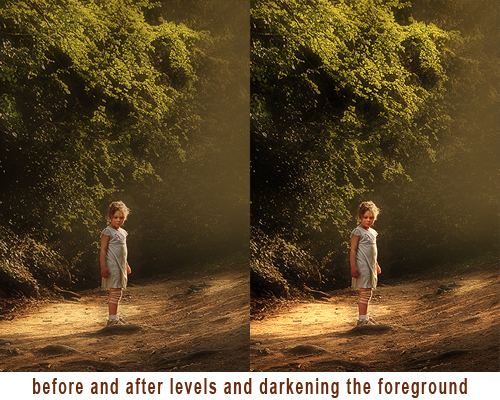 before and after levels and darkening the foreground